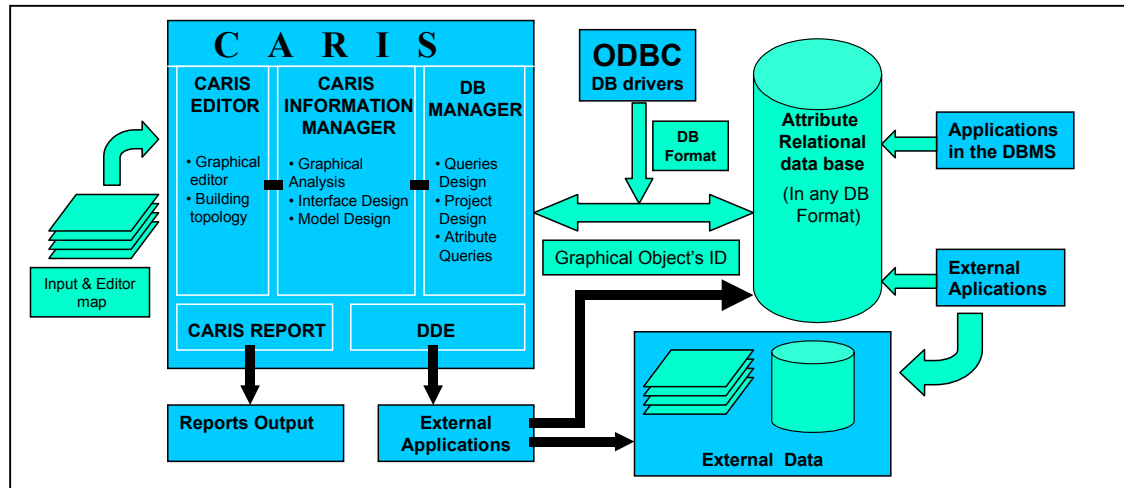 C A R I S
CARIS
EDITOR
• Graphical
editor
• Building
topology
CARIS
INFORMATION
MANAGER
• Graphical
Analysis
• Interface Design
• Model Design
DB
MANAGER
• Queries
Design
• Project
Design
• Atribute
Queries
CARIS REPORT
DDE
Input & Editor
map
Reports Output
External
Applications
ODBC
DB drivers
DB
Format
Graphical Object's ID
Attribute
Relational
data base
(In any DB
Format)
Applications
in the DBMS
External
Aplications
External Data